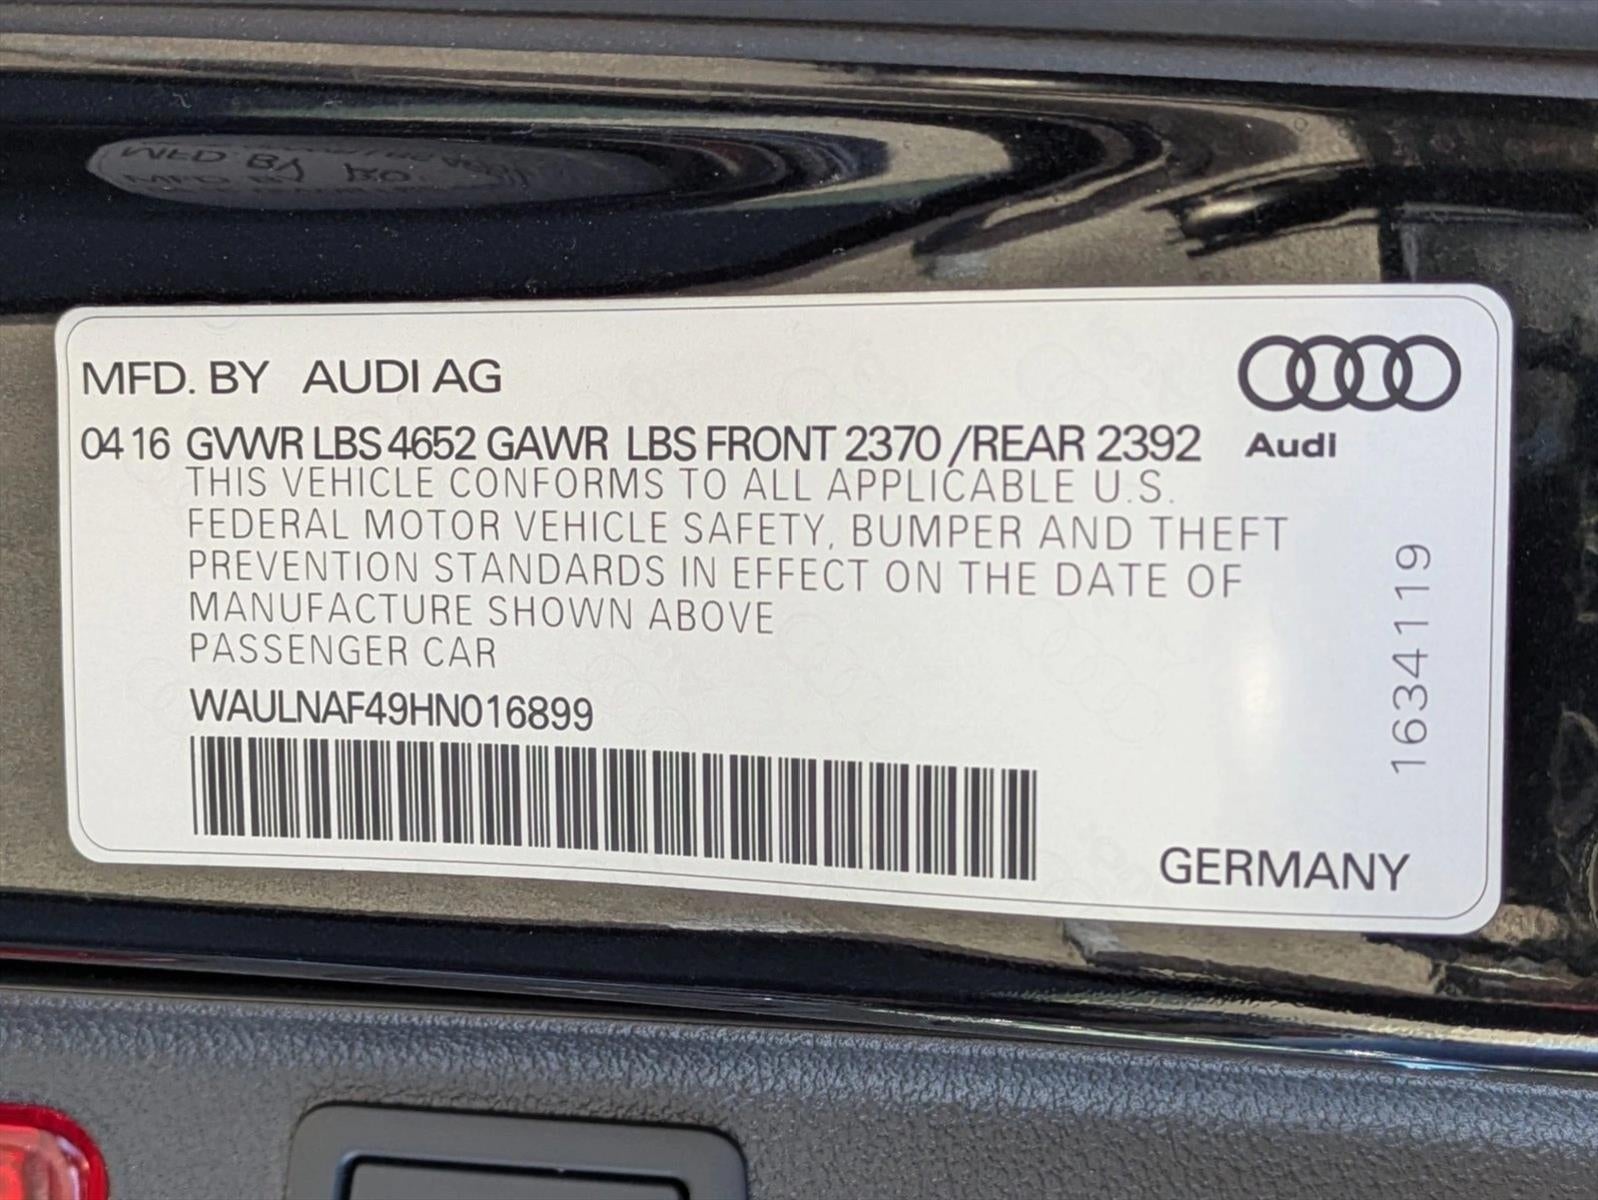 MFD. BY AUDI AG
04 16 GVWR LBS 4652 GAWR LBS FRONT 2370 /REAR 2392
Audi
THIS VEHICLE CONFORMS TO ALL APPLICABLE U.S.
FEDERAL MOTOR VEHICLE SAFETY, BUMPER AND THEFT
PREVENTION STANDARDS IN EFFECT ON THE DATE OF
MANUFACTURE SHOWN ABOVE
PASSENGER CAR
WAULNAF49HN016899
1634119
GERMANY